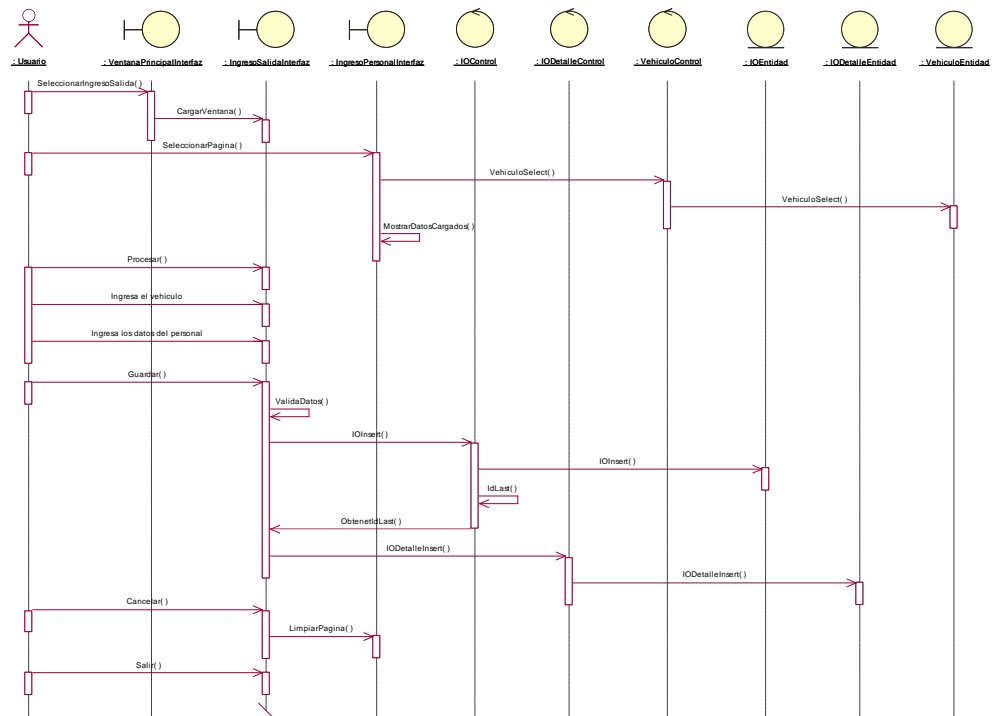 : Usuario
: VentanaPrincipalInterfaz
: IngresoSalidaInterfaz
: IngresoPersonalInterfaz
: IOControl
: IODetalleControl
: VehiculoControl
: IOEntidad
: IODetalleEntidad
: VehiculoEntidad
SeleccionarIngresoSalida( )
CargarVentana( )
SeleccionarPagina( )
VehiculoSelect( )
VehiculoSelect( )
MostrarDatosCargados( )
Procesar( )
Ingresa el vehículo
Ingresa los datos del personal
Guardar( )
ValidaDatos( )
IOInsert( )
IOInsert( )
IdLast( )
ObtenetIdLast( )
IODetalleInsert( )
IODetalleInsert( )
Cancelar( )
LimpiarPagina( )
Salir( )